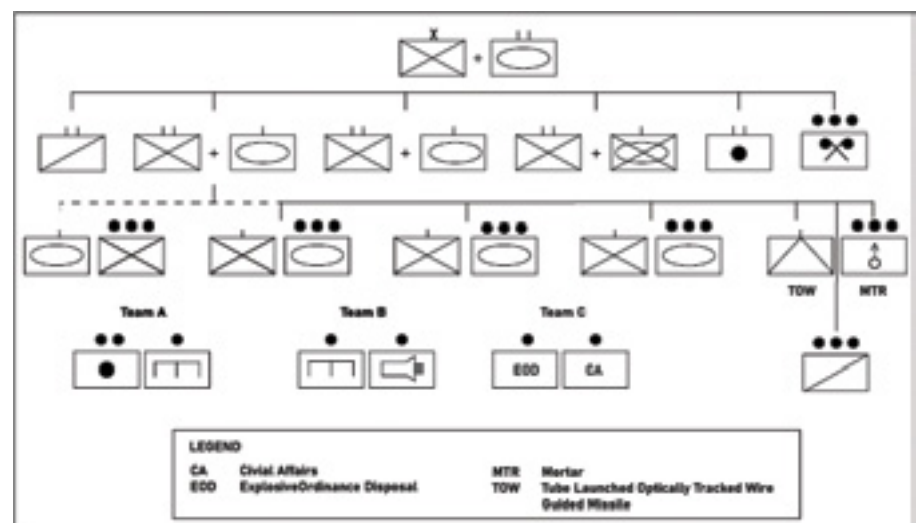 TOW MTR
Team A Team B Team C
EOD CA
LEGEND
CA Civial Affairs MTR Mortar
EOD ExplosiveOrdinance Disposal TOW Tube Launched Optically Tracked Wire
Guided Missile